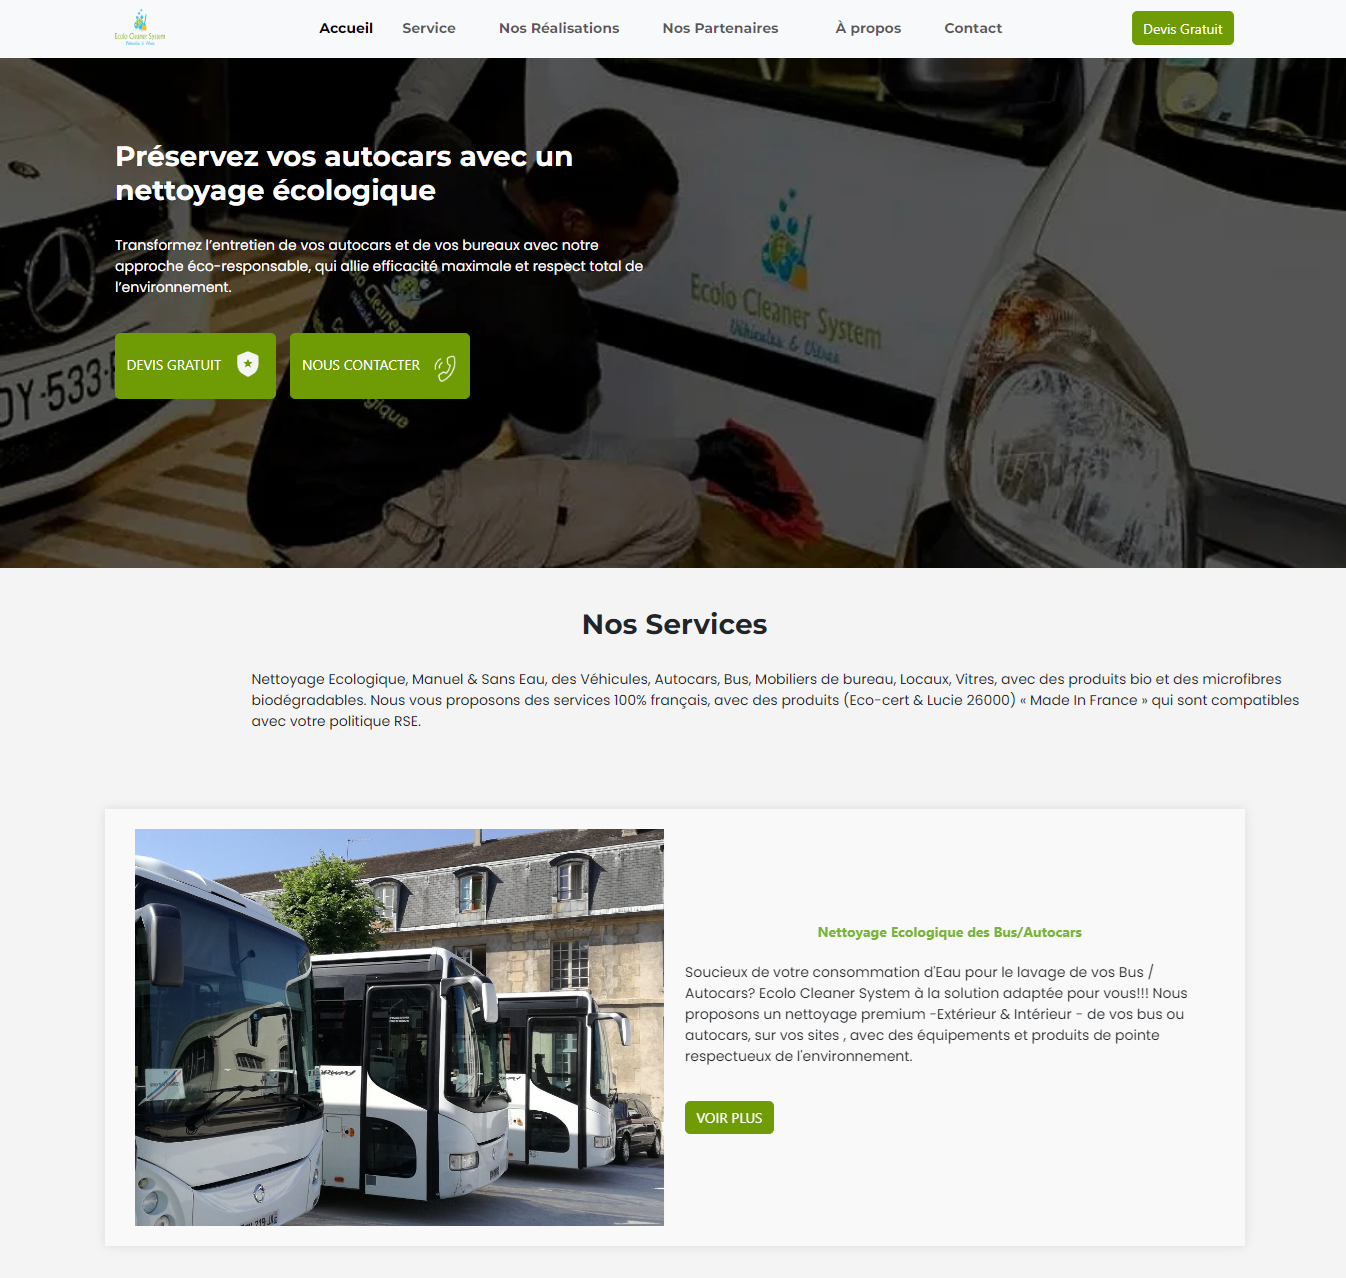 Ecolo Cleaner System
Véhicules & Vitres
Accueil
Service
Nos Réalisations
Nos Partenaires
À propos
Contact
Devis Gratuit
Préservez vos autocars avec un
nettoyage écologique
Transformez l’entretien de vos autocars et de vos bureaux avec notre
approche éco-responsable, qui allie efficacité maximale et respect total de
l’environnement.
DEVIS GRATUIT
NOUS CONTACTER
Ecolo Cleaner System
Véhicules & Vitres
Ecolo Cleaner
DY-533
Nos Services
Nettoyage Ecologique, Manuel & Sans Eau, des Véhicules, Autocars, Bus, Mobiliers de bureau, Locaux, Vitres, avec des produits bio et des microfibres
biodégradables. Nous vous proposons des services 100% français, avec des produits (Eco-cert & Lucie 26000) « Made In France » qui sont compatibles
avec votre politique RSE.
Nettoyage Ecologique des Bus/Autocars
Soucieux de votre consommation d'Eau pour le lavage de vos Bus /
Autocars? Ecolo Cleaner System à la solution adaptée pour vous!!! Nous
proposons un nettoyage premium -Extérieur & Intérieur - de vos bus ou
autocars, sur vos sites , avec des équipements et produits de pointe
respectueux de l'environnement.
VOIR PLUS